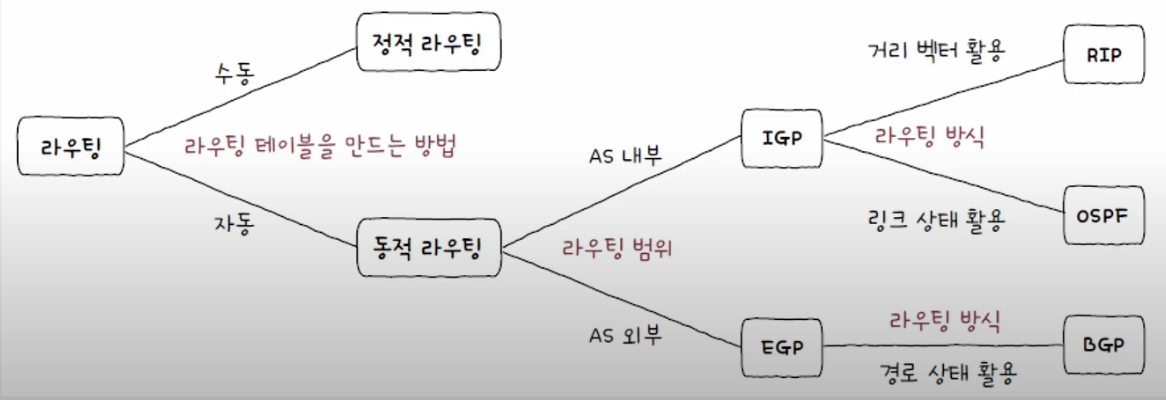 정적 라우팅
수동
라우팅
라우팅 테이블을 만드는 방법
자동
동적 라우팅
AS 내부
라우팅 범위
AS 외부
IGP
거리 벡터 활용
RIP
라우팅 방식
링크 상태 활용
OSPF
EGP
라우팅 방식
경로 상태 활용
BGP